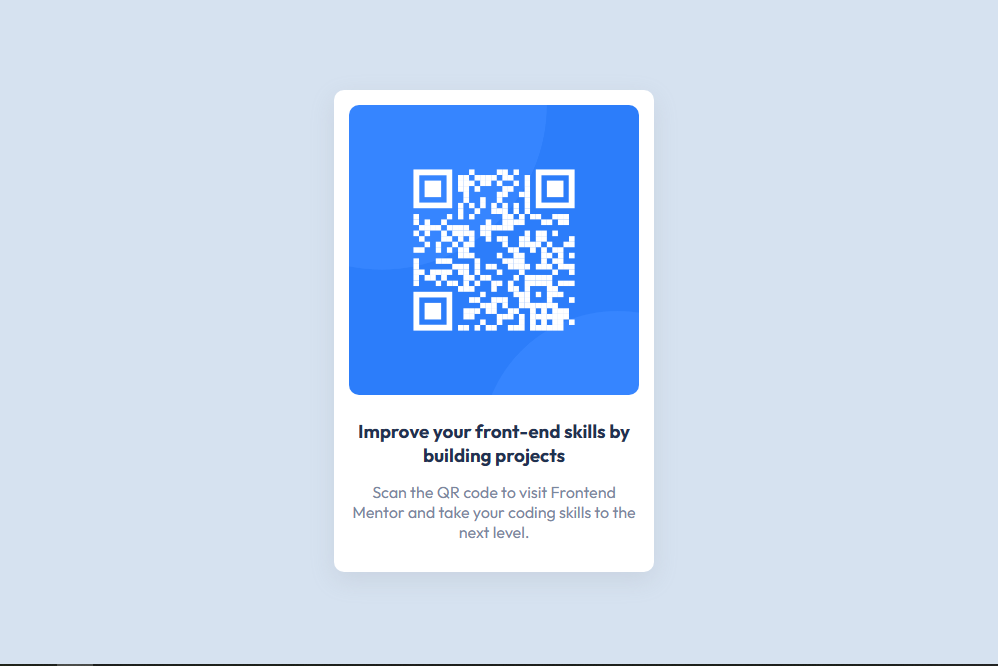 Improve your front-end skills by
building projects
Scan the QR code to visit Frontend
Mentor and take your coding skills to the
next level.